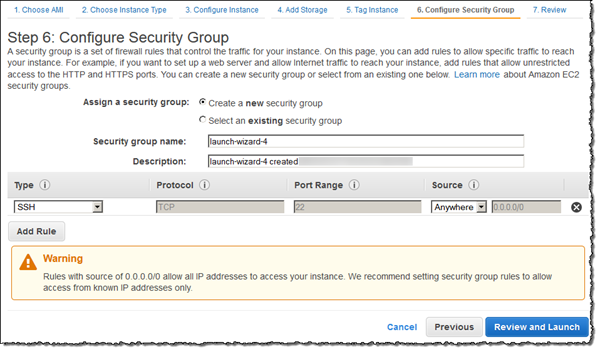 1. Choose AMI 2. Choose Instance Type 3. Configure Instance 4. Add Storage 5. Tag Instance 6. Configure Security Group 7. Review
Step 6: Configure Security Group
A security group is a set of firewall rules that control the traffic for your instance. On this page, you can add rules to allow specific traffic to reach
your instance. For example, if you want to set up a web server and allow Internet traffic to reach your instance, add rules that allow unrestricted
access to the HTTP and HTTPS ports. You can create a new security group or select from an existing one below. Learn more about Amazon EC2
security groups.
Assign a security group: Create a new security group
Select an existing security group
Security group name: launch-wizard-4
Description: launch-wizard-4 created
Type i Protocol i Port Range i Source i
SSH TCP 22 Anywhere 0.0.0.0/0
Add Rule
Warning
Rules with source of 0.0.0.0/0 allow all IP addresses to access your instance. We recommend setting security group rules to allow
access from known IP addresses only.
Cancel Previous Review and Launch